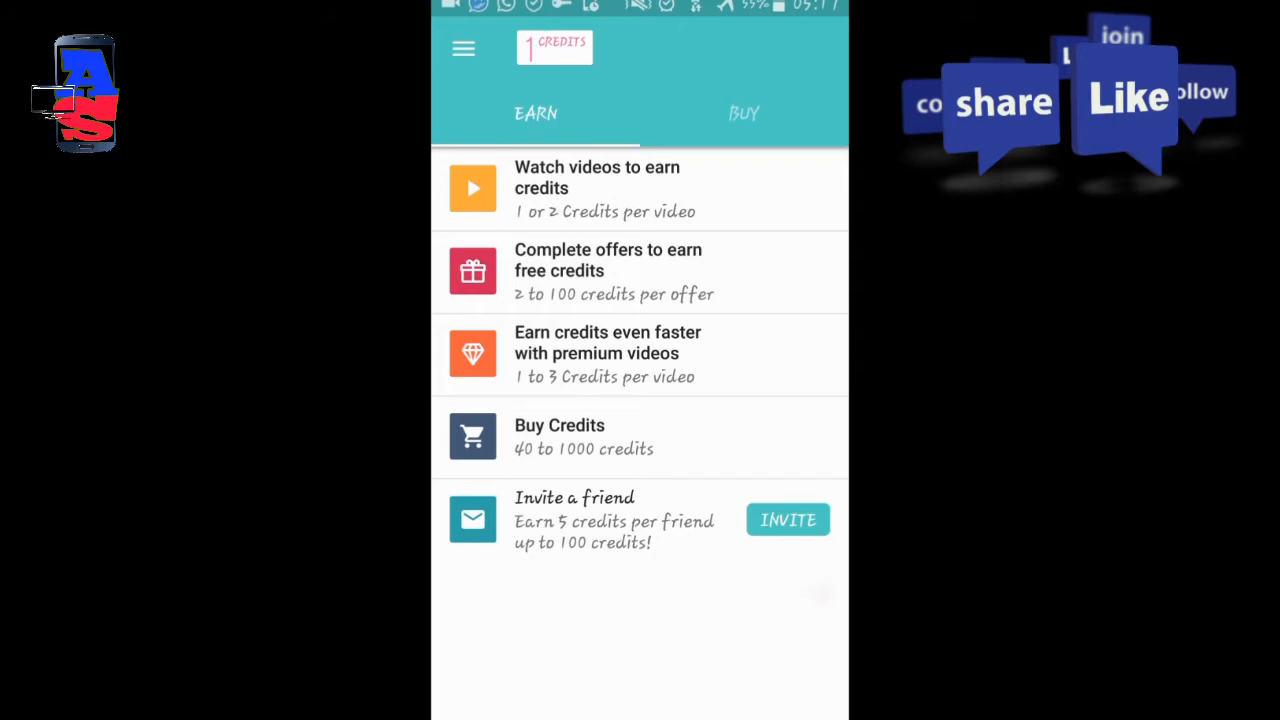 55% 05:17
1 CREDITS
EARN
BUY
Watch videos to earn
credits
1 or 2 Credits per video
Complete offers to earn
free credits
2 to 100 credits per offer
Earn credits even faster
with premium videos
1 to 3 Credits per video
Buy Credits
40 to 1000 credits
Invite a friend
Earn 5 credits per friend
up to 100 credits!
INVITE
A
S
join
L
co
share
Like
ollow